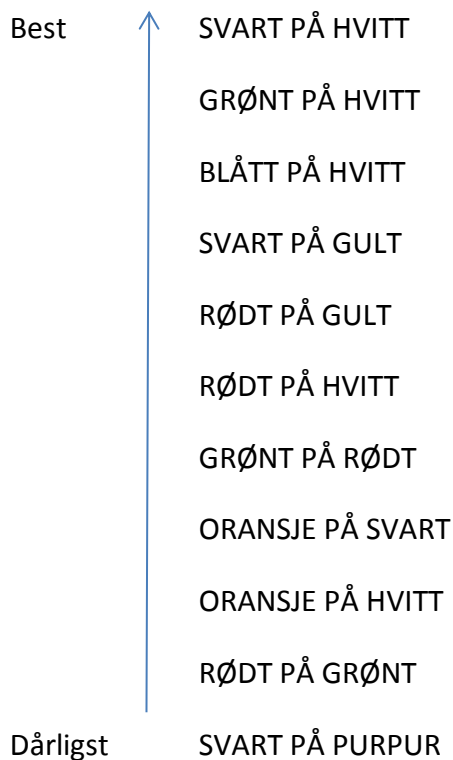 Best SVART PÅ HVITT
GRØNT PÅ HVITT
BLÅTT PÅ HVITT
SVART PÅ GULT
RØDT PÅ GULT
RØDT PÅ HVITT
GRØNT PÅ RØDT
ORANSJE PÅ SVART
ORANSJE PÅ HVITT
RØDT PÅ GRØNT
Dårligst SVART PÅ PURPUR